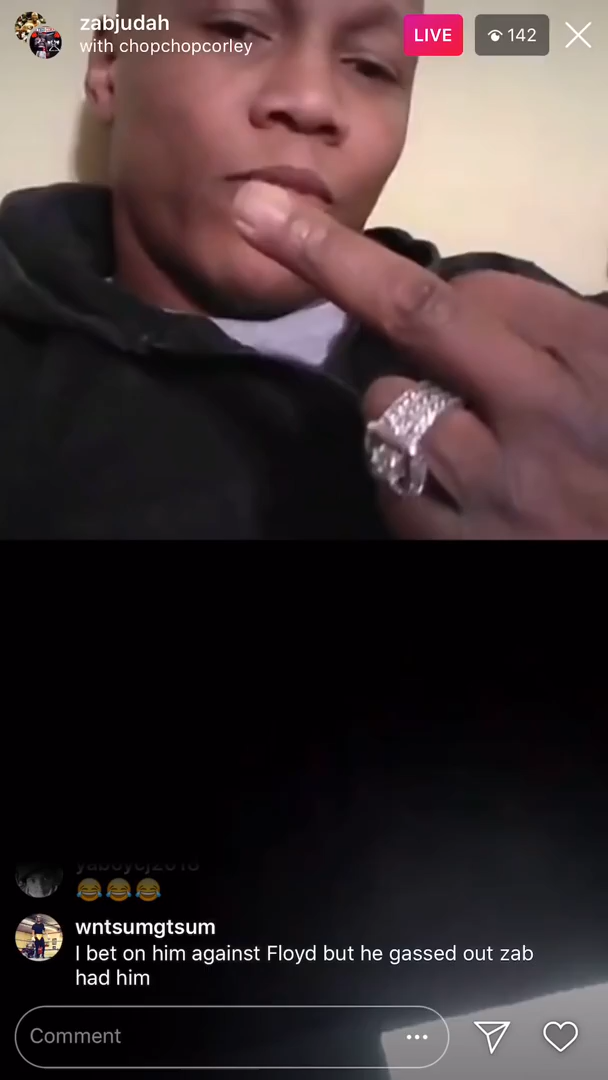 zabjudah
with chopchopcorley
LIVE
142
yaboycj2018
😂😂😂
wntsumgtsum
I bet on him against Floyd but he gassed out zab
had him
Comment